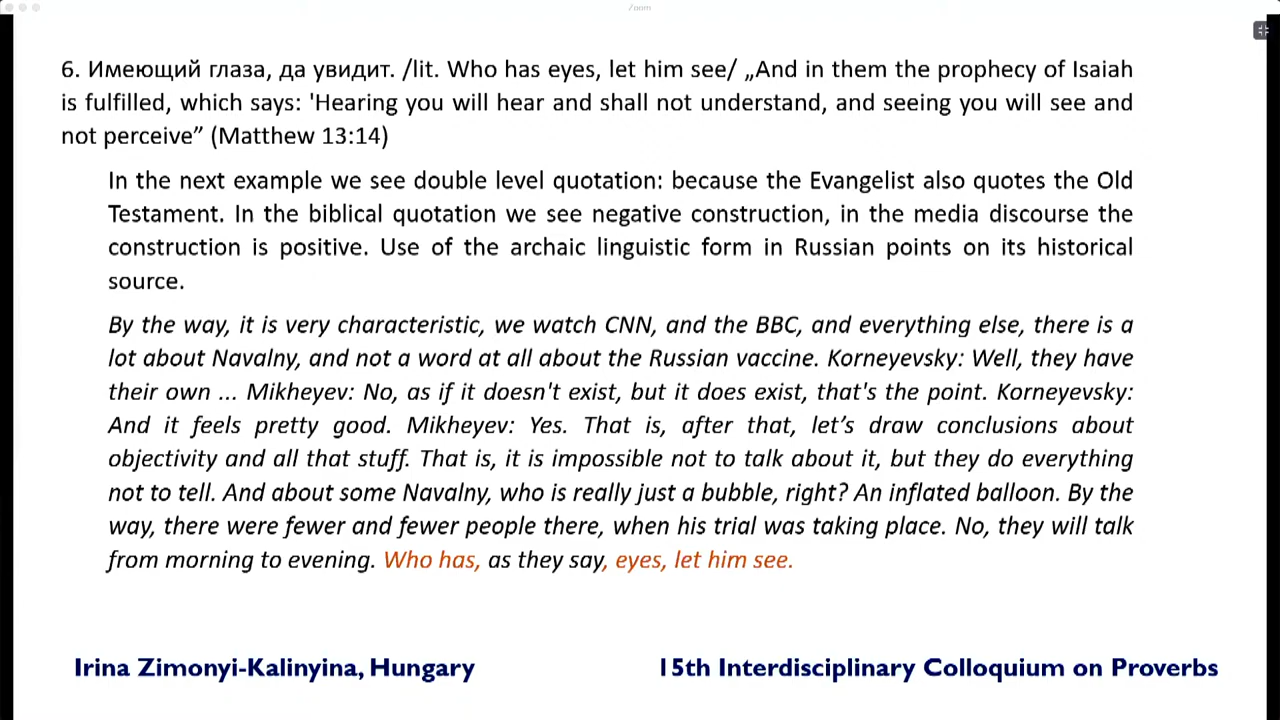 Zoom
6. Имеющий глаза, да увидит. /lit. Who has eyes, let him see/ „And in them the prophecy of Isaiah
is fulfilled, which says: 'Hearing you will hear and shall not understand, and seeing you will see and
not perceive” (Matthew 13:14)
In the next example we see double level quotation: because the Evangelist also quotes the Old
Testament. In the biblical quotation we see negative construction, in the media discourse the
construction is positive. Use of the archaic linguistic form in Russian points on its historical
source.
By the way, it is very characteristic, we watch CNN, and the BBC, and everything else, there is a
lot about Navalny, and not a word at all about the Russian vaccine. Korneyevsky: Well, they have
their own ... Mikheyev: No, as if it doesn't exist, but it does exist, that's the point. Korneyevsky:
And it feels pretty good. Mikheyev: Yes. That is, after that, let’s draw conclusions about
objectivity and all that stuff. That is, it is impossible not to talk about it, but they do everything
not to tell. And about some Navalny, who is really just a bubble, right? An inflated balloon. By the
way, there were fewer and fewer people there, when his trial was taking place. No, they will talk
from morning to evening. Who has, as they say, eyes, let him see.
Irina Zimonyi-Kalinyina, Hungary
15th Interdisciplinary Colloquium on Proverbs